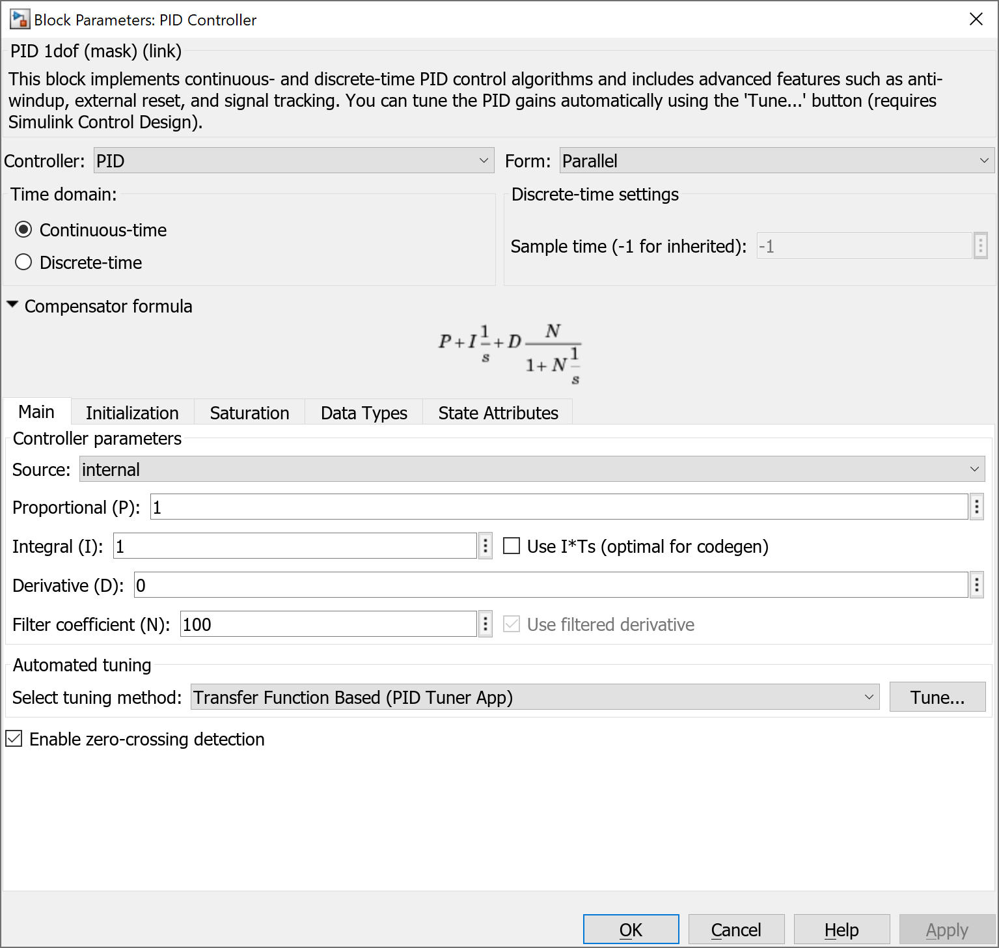 Block Parameters: PID Controller
PID 1dof (mask) (link)
This block implements continuous- and discrete-time PID control algorithms and includes advanced features such as anti-
windup, external reset, and signal tracking. You can tune the PID gains automatically using the 'Tune...' button (requires
Simulink Control Design).
Controller: PID Form: Parallel
Time domain: Discrete-time settings
Continuous-time
Sample time (-1 for inherited): -1
Discrete-time
Compensator formula
P + I 1/s + D N/(1 + N 1/s)
Main Initialization Saturation Data Types State Attributes
Controller parameters
Source: internal
Proportional (P): 1
Integral (I): 1 Use I*Ts (optimal for codegen)
Derivative (D): 0
Filter coefficient (N): 100 Use filtered derivative
Automated tuning
Select tuning method: Transfer Function Based (PID Tuner App) Tune...
Enable zero-crossing detection
OK Cancel Help Apply